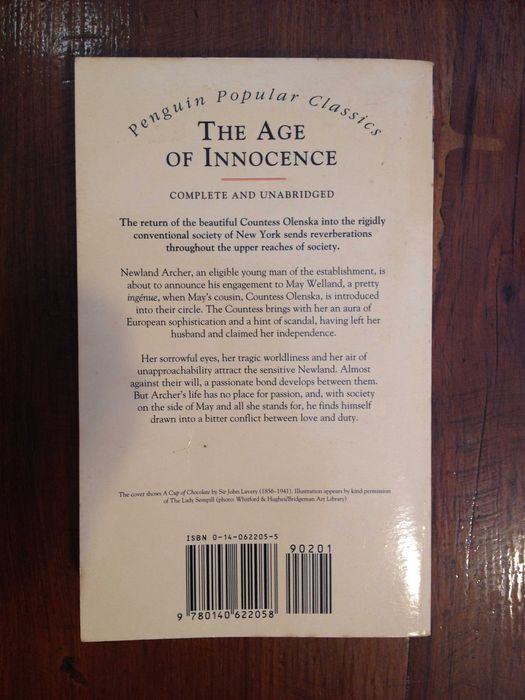 Penguin Popular Classics
THE AGE
OF INNOCENCE
COMPLETE AND UNABRIDGED
The return of the beautiful Countess Olenska into the rigidly
conventional society of New York sends reverberations
throughout the upper reaches of society.
Newland Archer, an eligible young man of the establishment, is
about to announce his engagement to May Welland, a pretty
ingénue, when May's cousin, Countess Olenska, is introduced
into their circle. The Countess brings with her an aura of
European sophistication and a hint of scandal, having left her
husband and claimed her independence.
Her sorrowful eyes, her tragic worldliness and her air of
unapproachability attract the sensitive Newland. Almost
against their will, a passionate bond develops between them.
But Archer's life has no place for passion, and, with society
on the side of May and all she stands for, he finds himself
drawn into a bitter conflict between love and duty.
The cover shows A Cup of Chocolate by Sir John Lavery (1856–1941). Illustration appears by kind permission
of The Lady Sempill (photo: Whitford & Hughes/Bridgeman Art Library)
ISBN 0-14-062205-5
90201
9 780140 622058